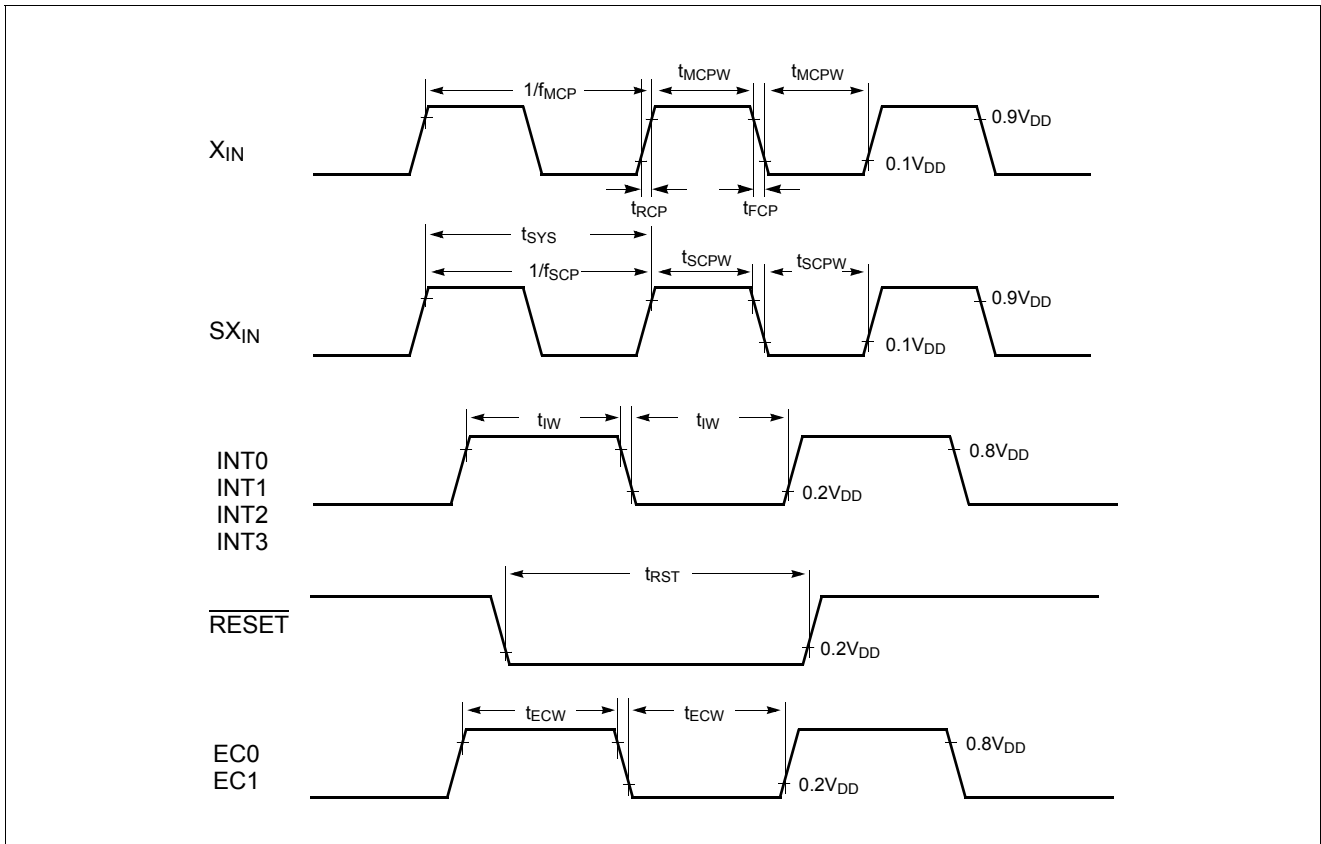 tMCPW tMCPW
1/fMCP
0.9VDD
XIN
0.1VDD
tRCP tFCP
tSYS
1/fSCP tSCPW tSCPW
0.9VDD
SXIN
0.1VDD
tIW tIW
INT0
0.8VDD
INT1
0.2VDD
INT2
INT3
tRST
RESET
0.2VDD
tECW tECW
EC0
0.8VDD
EC1
0.2VDD